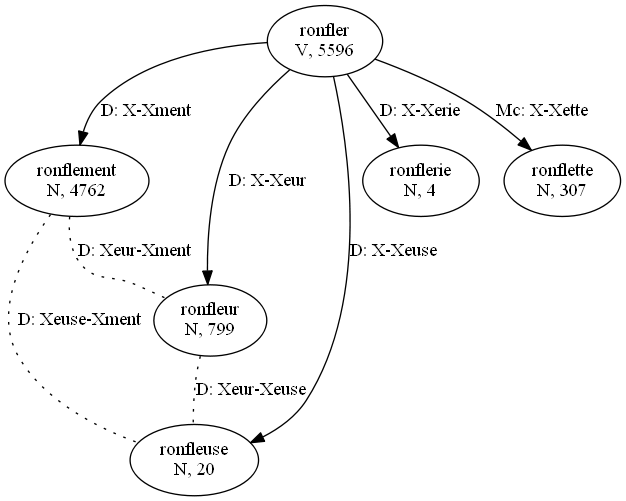 ronfler
V, 5596
D: X-Xment
D: X-Xerie
Mc: X-Xette
ronflement
N, 4762
D: X-Xeur
ronflerie
N, 4
ronflette
N, 307
D: Xeur-Xment
D: X-Xeuse
D: Xeuse-Xment
ronfleur
N, 799
D: Xeur-Xeuse
ronfleuse
N, 20